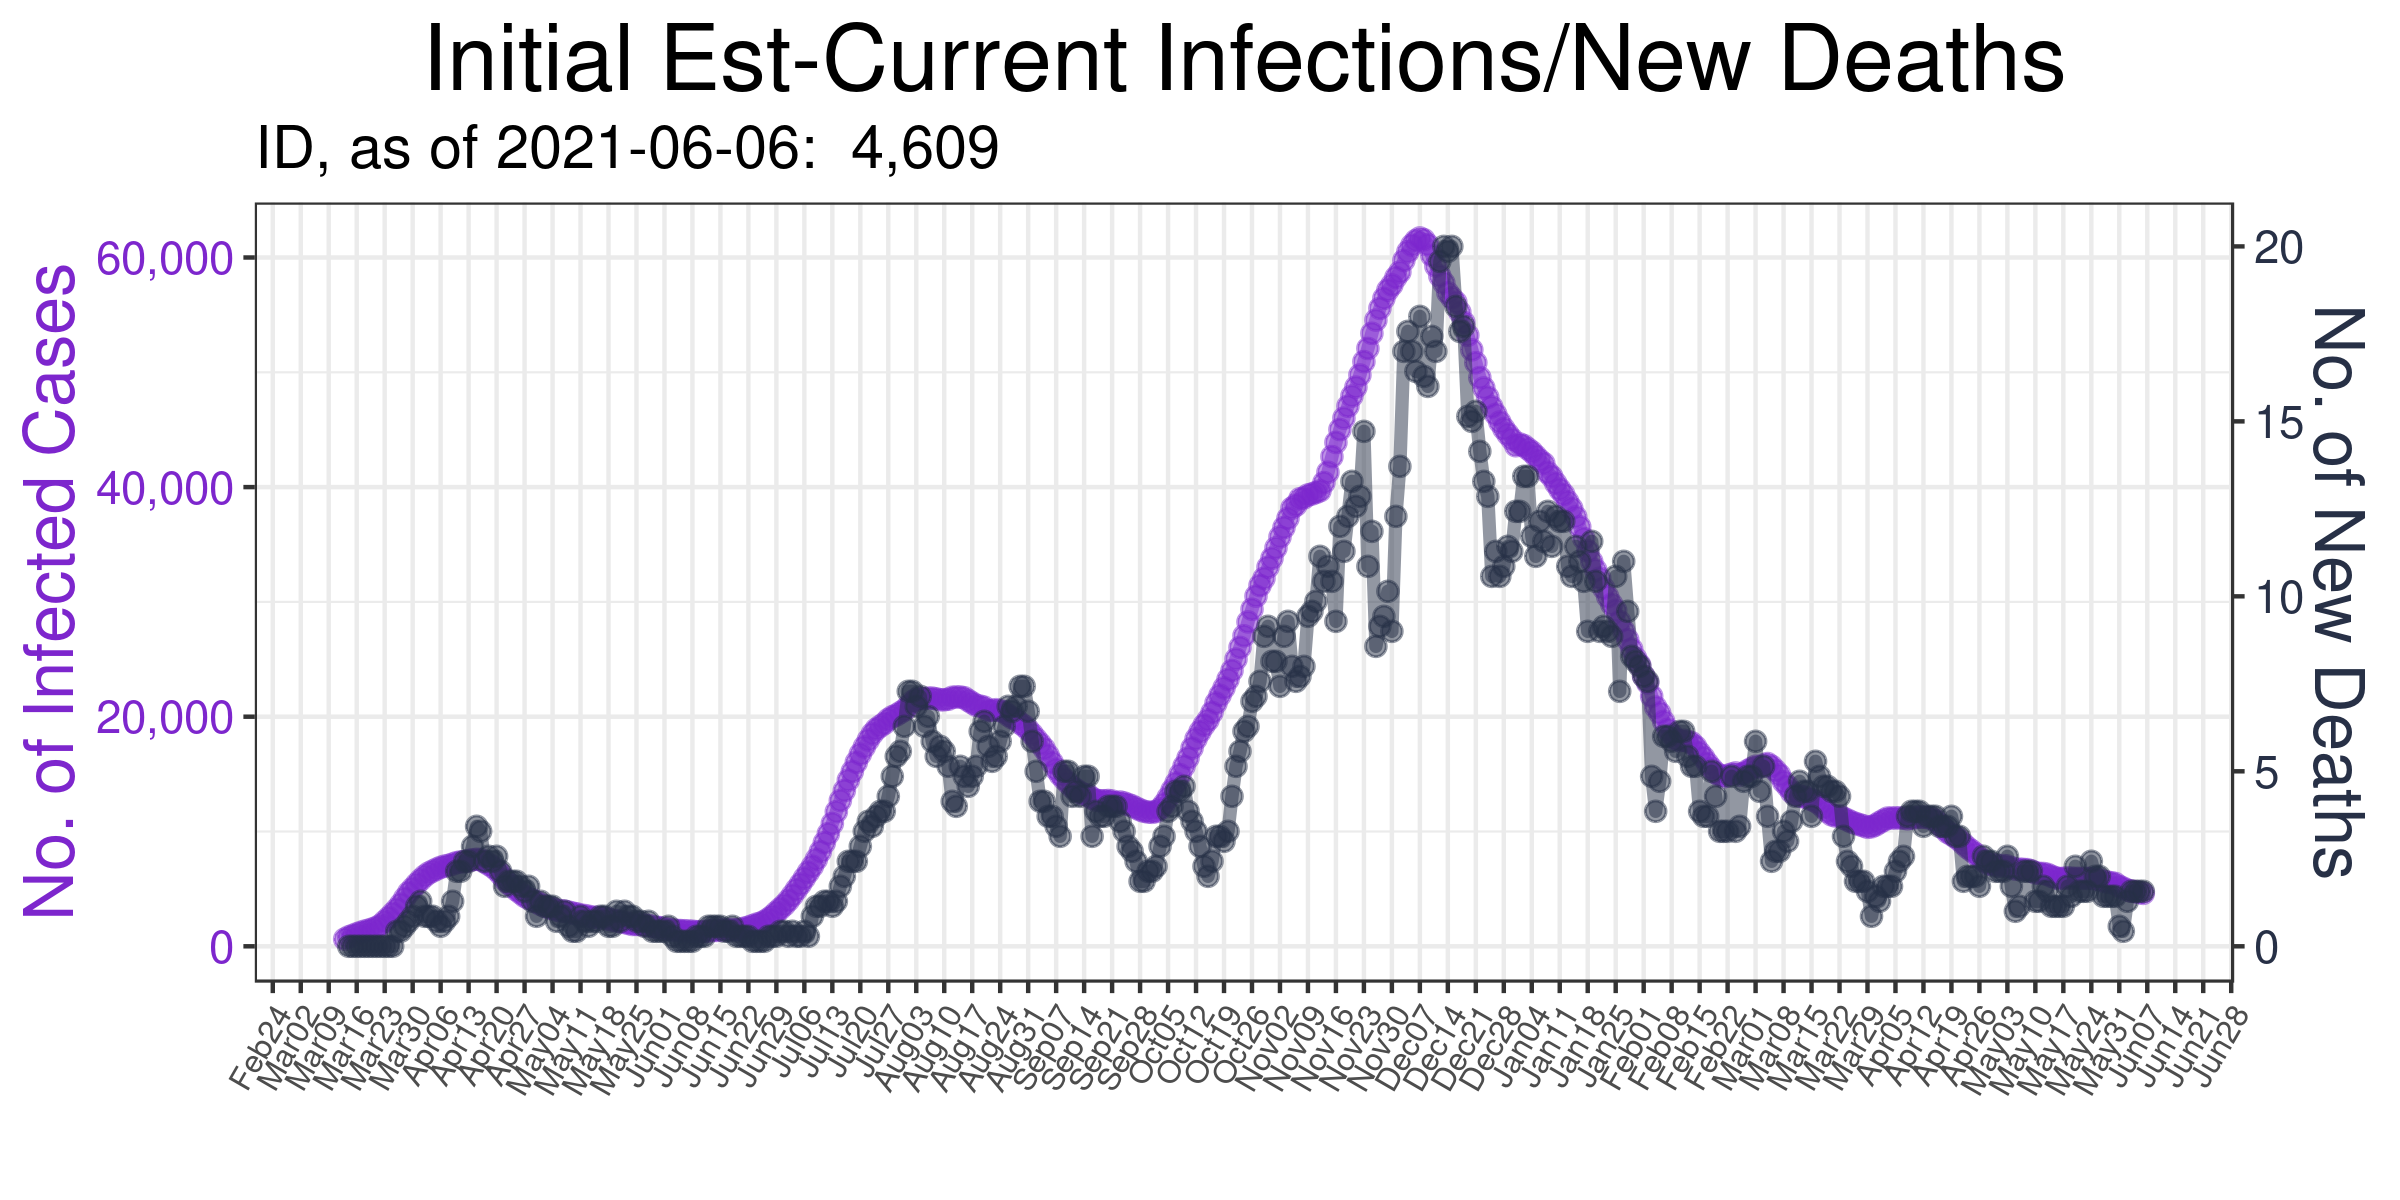 Initial Est-Current Infections/New Deaths
ID, as of 2021-06-06: 4,609
No. of Infected Cases
60,000
40,000
20,000
0
20
15
10
5
0
No. of New Deaths
Feb24
Mar02
Mar09
Mar16
Mar23
Mar30
Apr06
Apr13
Apr20
Apr27
May04
May11
May18
May25
Jun01
Jun08
Jun15
Jun22
Jun29
Jul06
Jul13
Jul20
Jul27
Aug03
Aug10
Aug17
Aug24
Aug31
Sep07
Sep14
Sep21
Sep28
Oct05
Oct12
Oct19
Oct26
Nov02
Nov09
Nov16
Nov23
Nov30
Dec07
Dec14
Dec21
Dec28
Jan04
Jan11
Jan18
Jan25
Feb01
Feb08
Feb15
Feb22
Mar01
Mar08
Mar15
Mar22
Mar29
Apr05
Apr12
Apr19
Apr26
May03
May10
May17
May24
May31
Jun07
Jun14
Jun21
Jun28